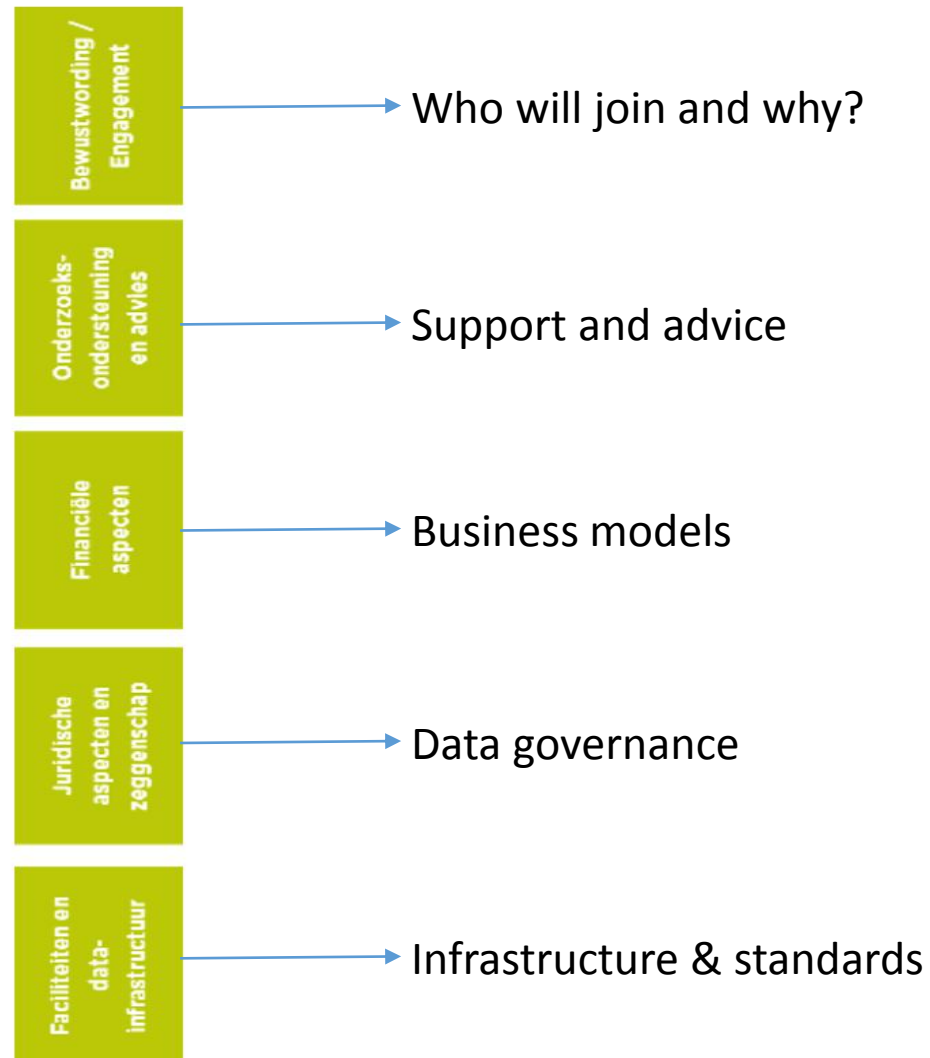 Bewustwording /
Engagement
Who will join and why?
Onderzoeks-
ondersteuning
en advies
Support and advice
Financiële
aspecten
Business models
Juridische
aspecten en
zeggenschap
Data governance
Faciliteiten en
data-
infrastructuur
Infrastructure & standards